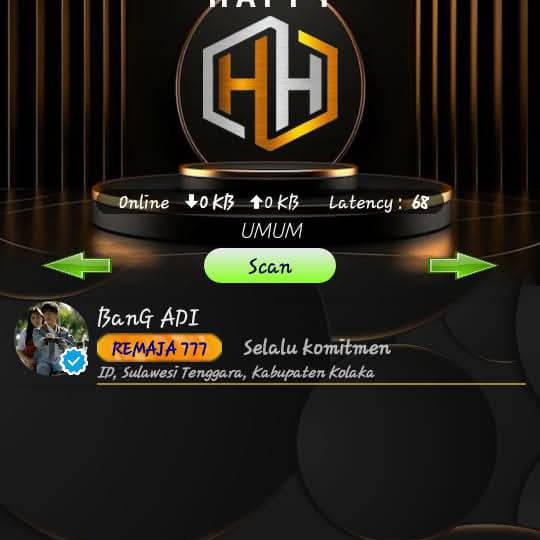 HAPPY
HH
Online ⬇0 KB ⬆0 KB Latency : 68
UMUM
Scan
BanG ADI
REMAJA 777 Selalu komitmen
ID, Sulawesi Tenggara, Kabupaten Kolaka